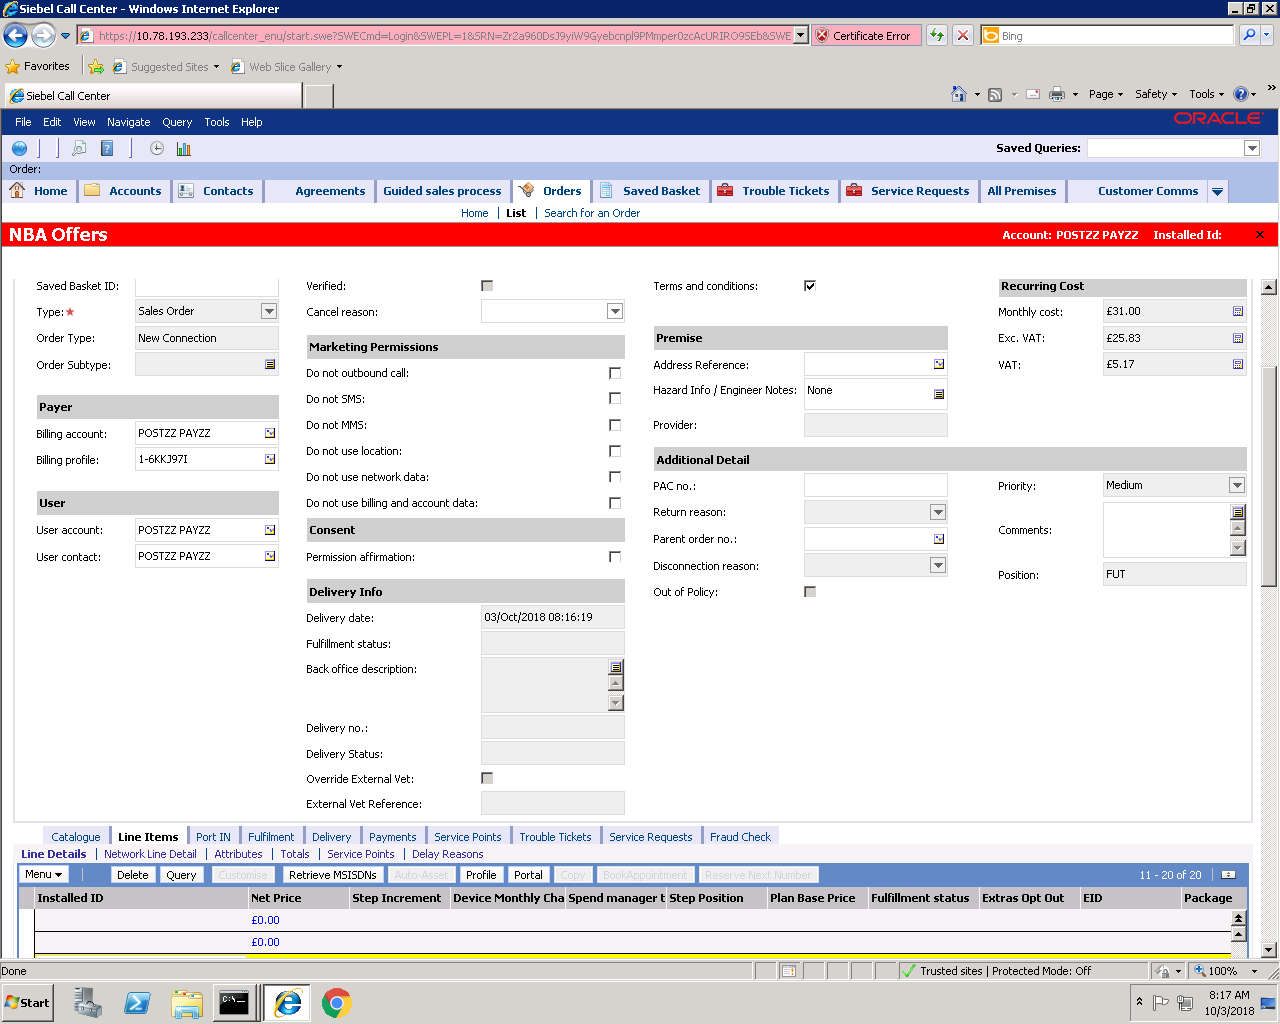 Siebel Call Center - Windows Internet Explorer
https://10.78.193.233/callcenter_enu/start.swe?SWECmd=Login&SWEPL=1&SRN=Zr2a960DsJ9yiW9Gyebcnpl9PMmper0zcAcURIRO9SEb&SWE
Certificate Error
Bing
Favorites
Suggested Sites
Web Slice Gallery
Siebel Call Center
Page
Safety
Tools
File Edit View Navigate Query Tools Help
ORACLE
Saved Queries:
Order:
Home
Accounts
Contacts
Agreements
Guided sales process
Orders
Saved Basket
Trouble Tickets
Service Requests
All Premises
Customer Comms
Home | List | Search for an Order
NBA Offers
Account: POSTZZ PAYZZ Installed Id:
Saved Basket ID:
Type:★ Sales Order
Order Type: New Connection
Order Subtype:
Payer
Billing account: POSTZZ PAYZZ
Billing profile: 1-6KKJ97I
User
User account: POSTZZ PAYZZ
User contact: POSTZZ PAYZZ
Verified:
Cancel reason:
Marketing Permissions
Do not outbound call:
Do not SMS:
Do not MMS:
Do not use location:
Do not use network data:
Do not use billing and account data:
Consent
Permission affirmation:
Delivery Info
Delivery date: 03/Oct/2018 08:16:19
Fulfillment status:
Back office description:
Delivery no.:
Delivery Status:
Override External Vet:
External Vet Reference:
Terms and conditions:
Premise
Address Reference:
Hazard Info / Engineer Notes: None
Provider:
Recurring Cost
Monthly cost: £31.00
Exc. VAT: £25.83
VAT: £5.17
Additional Detail
PAC no.:
Return reason:
Parent order no.:
Disconnection reason:
Out of Policy:
Priority: Medium
Comments:
Position: FUT
Catalogue Line Items Port IN Fulfilment Delivery Payments Service Points Trouble Tickets Service Requests Fraud Check
Line Details | Network Line Detail | Attributes | Totals | Service Points | Delay Reasons
Menu Delete Query Customise Retrieve MSISDNs Auto-Asset Profile Portal Copy BookAppointment Reserve Next Number 11 - 20 of 20
Installed ID Net Price Step Increment Device Monthly Cha Spend manager t Step Position Plan Base Price Fulfillment status Extras Opt Out EID Package
£0.00
£0.00
Done
Trusted sites | Protected Mode: Off
100%
Start
8:17 AM
10/3/2018